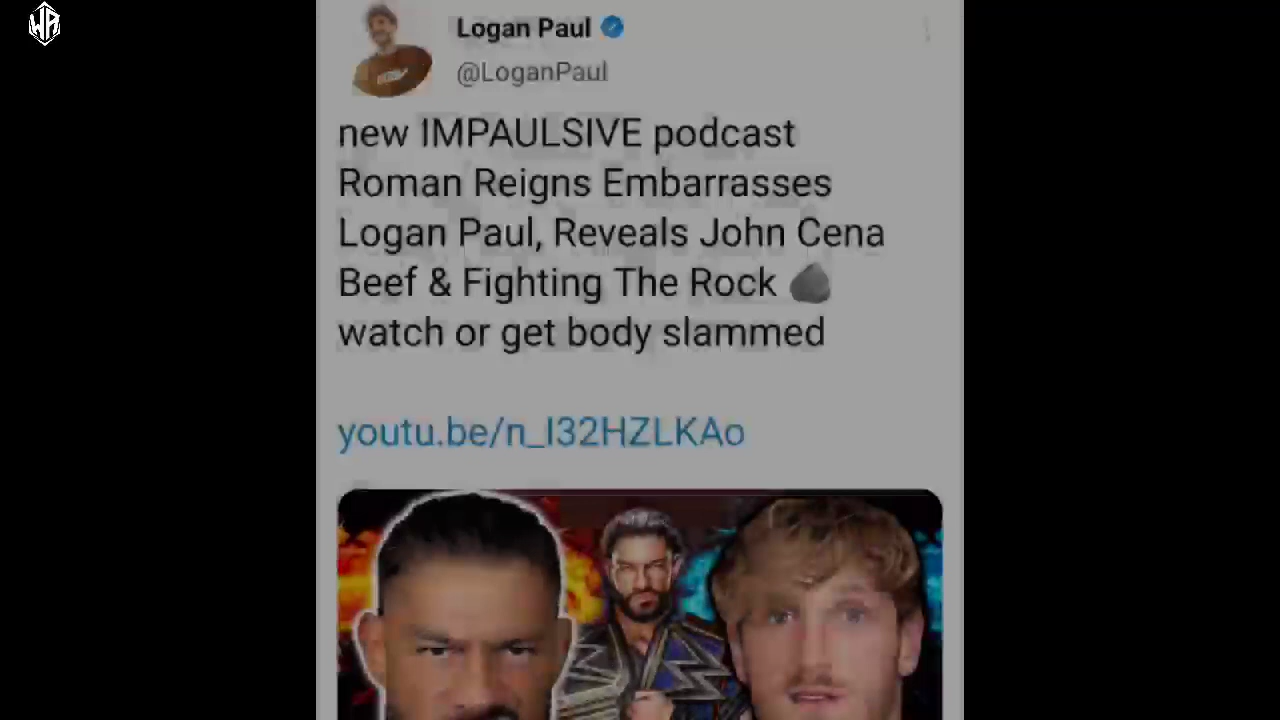 WR
Logan Paul
@LoganPaul
new IMPAULSIVE podcast
Roman Reigns Embarrasses
Logan Paul, Reveals John Cena
Beef & Fighting The Rock
watch or get body slammed
youtu.be/n_I32HZLKAo